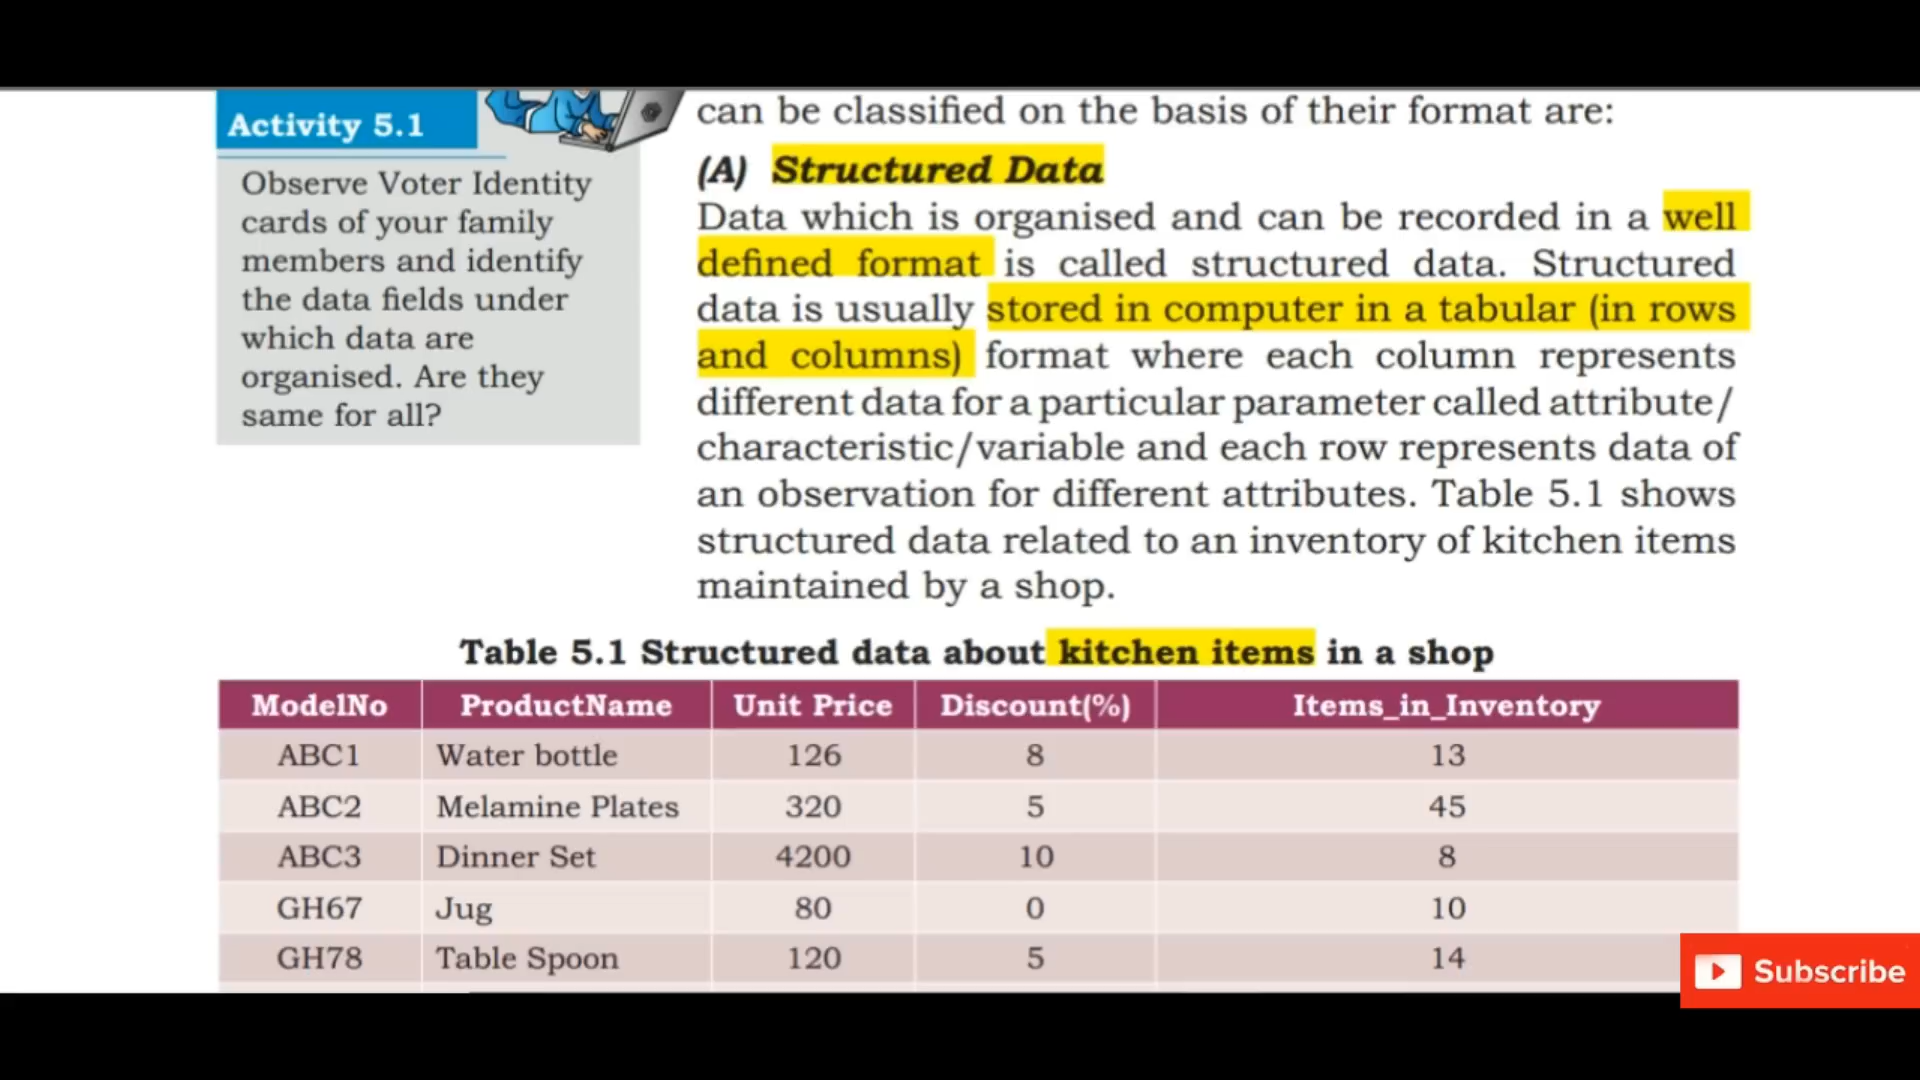 Activity 5.1
Observe Voter Identity
cards of your family
members and identify
the data fields under
which data are
organised. Are they
same for all?
can be classified on the basis of their format are:
(A) Structured Data
Data which is organised and can be recorded in a well
defined format is called structured data. Structured
data is usually stored in computer in a tabular (in rows
and columns) format where each column represents
different data for a particular parameter called attribute/
characteristic/variable and each row represents data of
an observation for different attributes. Table 5.1 shows
structured data related to an inventory of kitchen items
maintained by a shop.
Table 5.1 Structured data about kitchen items in a shop
ModelNo ProductName Unit Price Discount(%) Items_in_Inventory
ABC1 Water bottle 126 8 13
ABC2 Melamine Plates 320 5 45
ABC3 Dinner Set 4200 10 8
GH67 Jug 80 0 10
GH78 Table Spoon 120 5 14
Subscribe